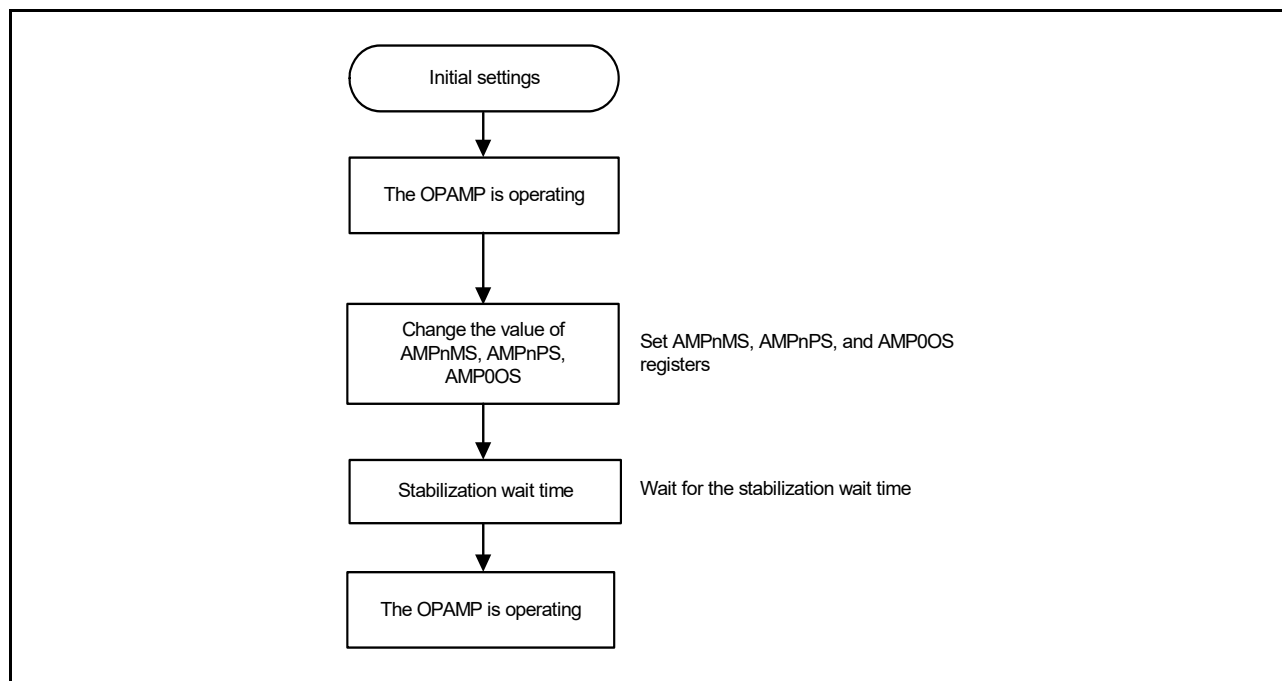 Initial settings
The OPAMP is operating
Change the value of
AMPnMS, AMPnPS,
AMP0OS
Set AMPnMS, AMPnPS, and AMP0OS
registers
Stabilization wait time
Wait for the stabilization wait time
The OPAMP is operating